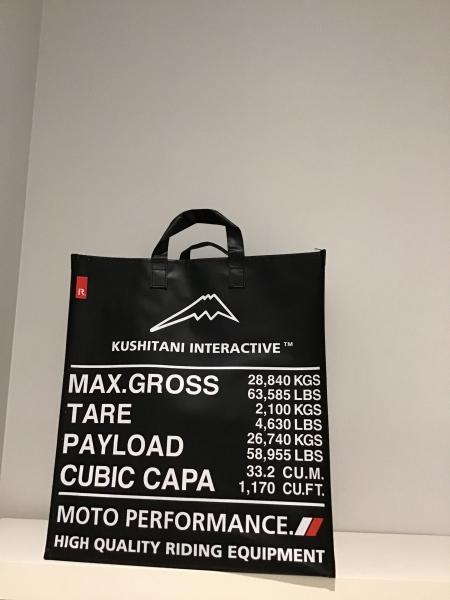 R
KUSHITANI INTERACTIVE ™
MAX.GROSS 28,840 KGS
63,585 LBS
TARE 2,100 KGS
4,630 LBS
PAYLOAD 26,740 KGS
58,955 LBS
CUBIC CAPA 33.2 CU.M.
1,170 CU.FT.
MOTO PERFORMANCE.
HIGH QUALITY RIDING EQUIPMENT